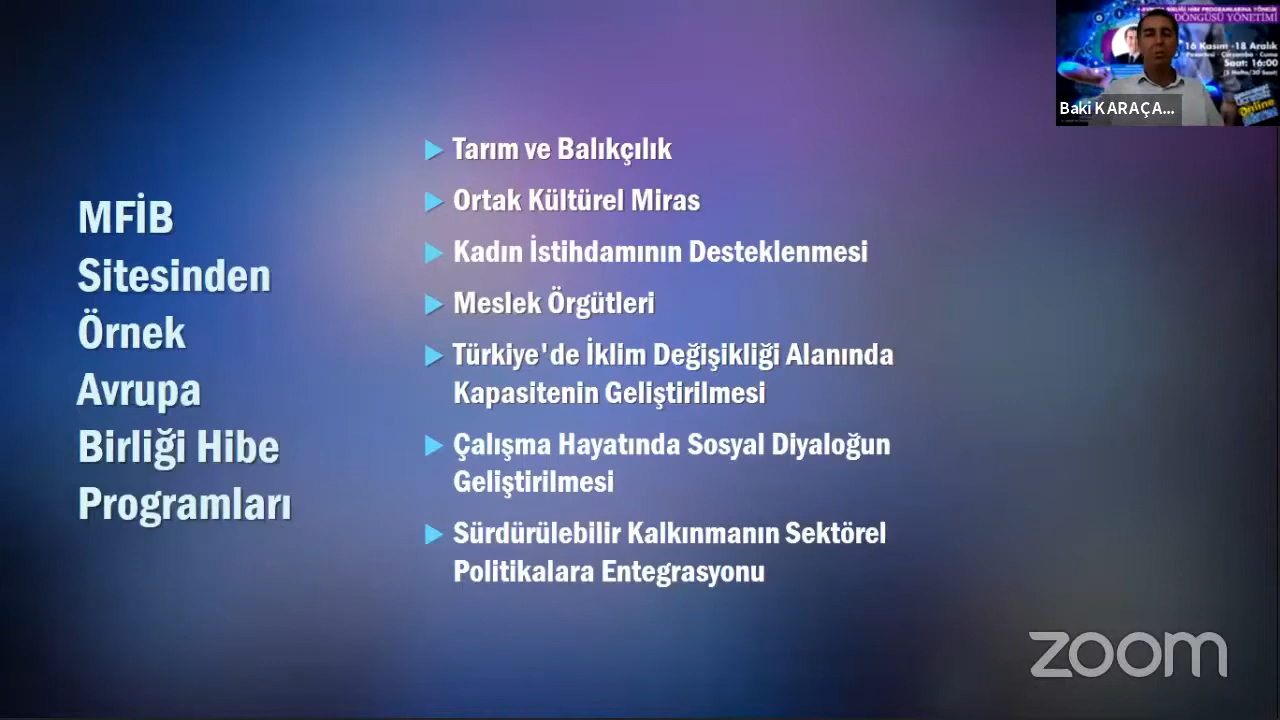 MFİB
Sitesinden
Örnek
Avrupa
Birliği Hibe
Programları
Tarım ve Balıkçılık
Ortak Kültürel Miras
Kadın İstihdamının Desteklenmesi
Meslek Örgütleri
Türkiye'de İklim Değişikliği Alanında
Kapasitenin Geliştirilmesi
Çalışma Hayatında Sosyal Diyaloğun
Geliştirilmesi
Sürdürülebilir Kalkınmanın Sektörel
Politikalara Entegrasyonu
DÖNGÜSÜ YÖNETİMİ
16 Kasım -18 Aralık
Saat: 16:00
Online
Baki KARAÇA...
zoom